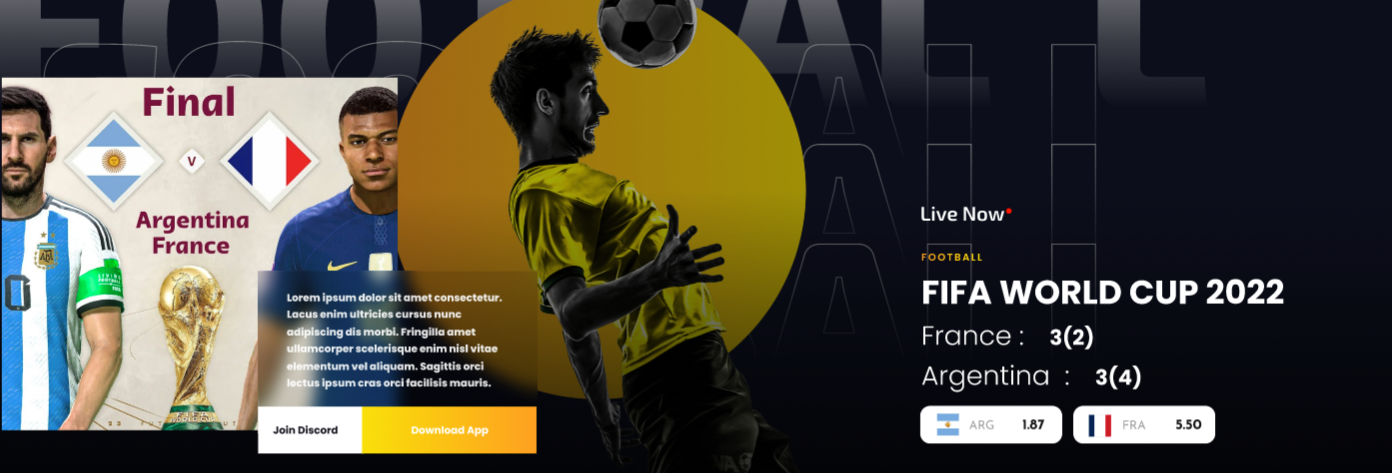 FOOTBALL
Final
V
Argentina
France
Lorem ipsum dolor sit amet consectetur.
Lacus enim ultricies cursus nunc
adipiscing dis morbi. Fringilla amet
ullamcorper scelerisque enim nisl vitae
elementum vel aliquam. Sagittis orci
lectus ipsum cras orci facilisis mauris.
Join Discord
Download App
Live Now
FOOTBALL
FIFA WORLD CUP 2022
France : 3(2)
Argentina : 3(4)
ARG 1.87
FRA 5.50